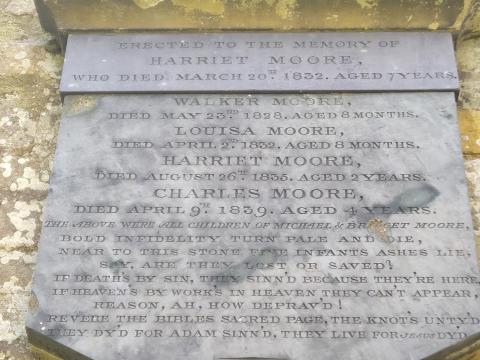 ERECTED TO THE MEMORY OF
HARRIET MOORE,
WHO DIED MARCH 20TH 1832. AGED 7 YEARS.
WALKER MOORE,
DIED MAY 23RD 1828. AGED 8 MONTHS.
LOUISA MOORE,
DIED APRIL 2ND 1832. AGED 8 MONTHS.
HARRIET MOORE,
DIED AUGUST 26TH 1835. AGED 2 YEARS.
CHARLES MOORE,
DIED APRIL 9TH 1839. AGED 4 YEARS.
THE ABOVE WERE ALL CHILDREN OF MICHAEL & BRIDGET MOORE,
BOLD INFIDELITY TURN PALE AND DIE,
NEAR TO THIS STONE FIVE INFANTS ASHES LIE,
SAY, ARE THEY LOST OR SAVED!
IF DEATH'S BY SIN, THEY SINN'D BECAUSE THEY'RE HERE,
IF HEAVEN'S BY WORKS IN HEAVEN THEY CAN'T APPEAR,
REASON, AH, HOW DEPRAV'D!
REVERE THE BIBLES SACRED PAGE, THE KNOTS UNTY'D
THEY DY'D FOR ADAM SINN'D, THEY LIVE FOR JESUS DY'D